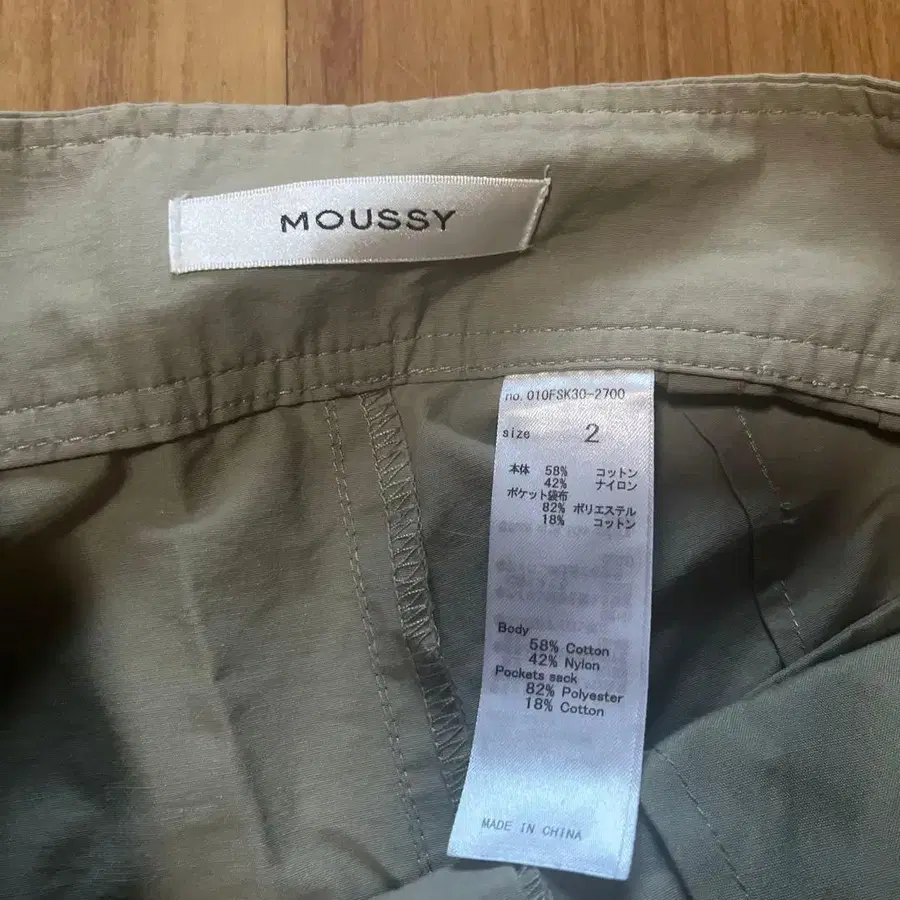 MOUSSY
no. 010FSK30-2700
size 2
本体 58% コットン
42% ナイロン
ポケット袋布
82% ポリエステル
18% コットン
Body
58% Cotton
42% Nylon
Pockets sack
82% Polyester
18% Cotton
MADE IN CHINA